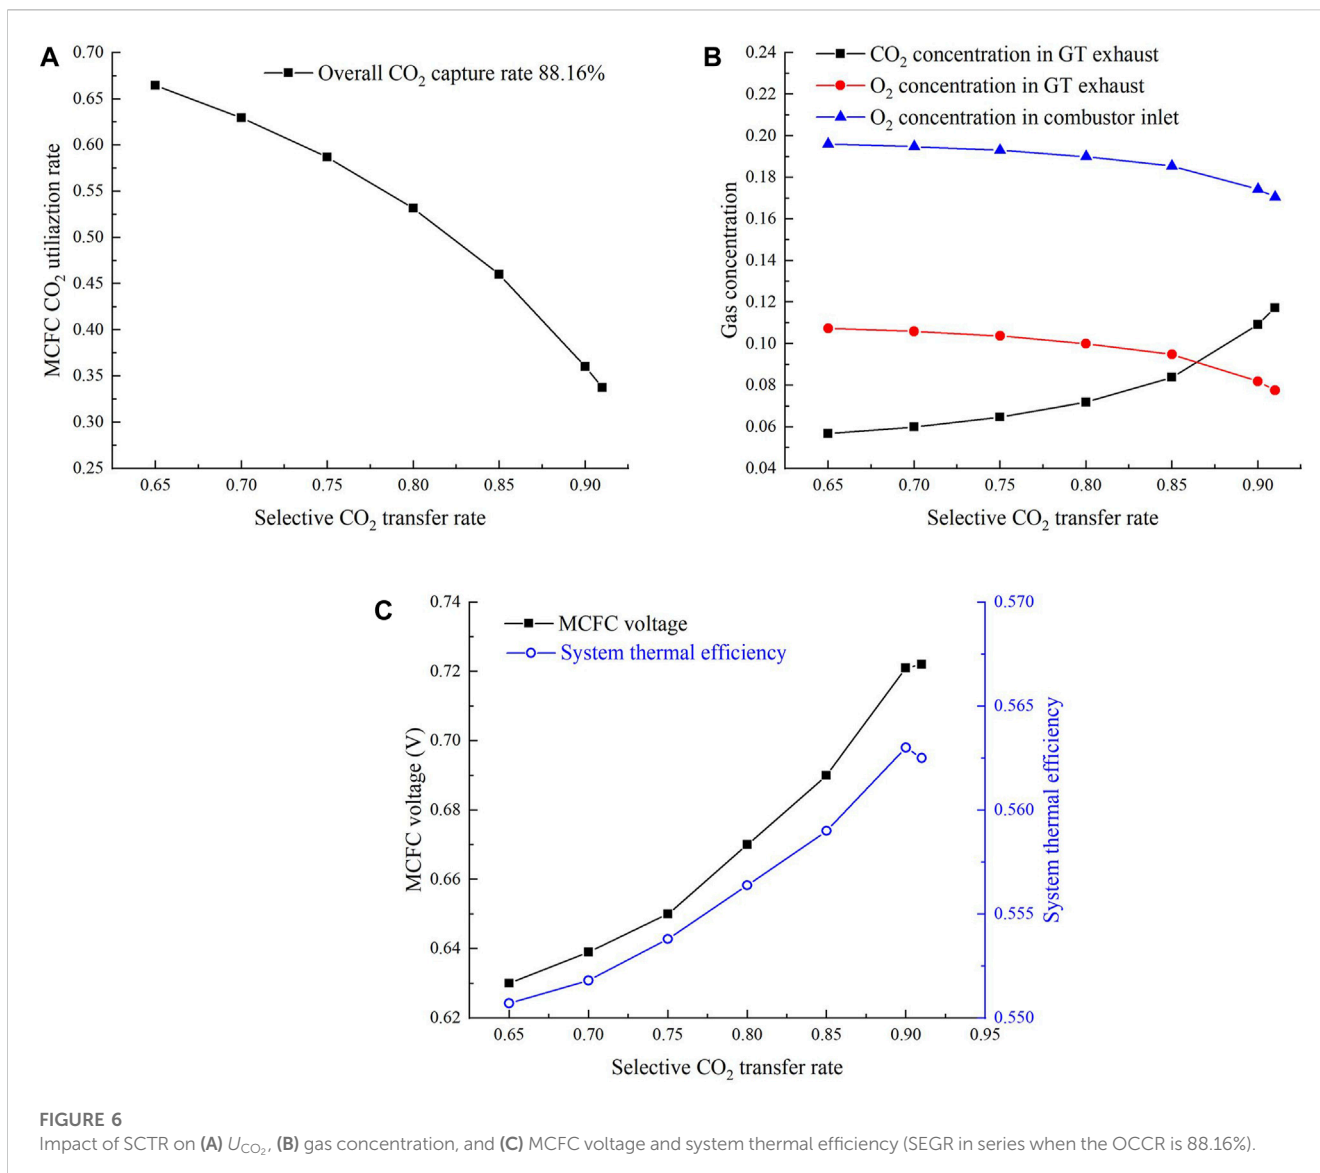 A
0.70
0.65
0.60
0.55
0.50
0.45
0.40
0.35
0.30
0.25
MCFC CO₂ utiliaztion rate
Overall CO₂ capture rate 88.16%
0.65 0.70 0.75 0.80 0.85 0.90
Selective CO₂ transfer rate
B
0.24
0.22
0.20
0.18
0.16
0.14
0.12
0.10
0.08
0.06
0.04
Gas concentration
CO₂ concentration in GT exhaust
O₂ concentration in GT exhaust
O₂ concentration in combustor inlet
0.65 0.70 0.75 0.80 0.85 0.90
Selective CO₂ transfer rate
C
0.74
0.72
0.70
0.68
0.66
0.64
0.62
MCFC voltage (V)
MCFC voltage
System thermal efficiency
0.570
0.565
0.560
0.555
0.550
System thermal efficiency
0.65 0.70 0.75 0.80 0.85 0.90 0.95
Selective CO₂ transfer rate
FIGURE 6
Impact of SCTR on (A) U_CO₂, (B) gas concentration, and (C) MCFC voltage and system thermal efficiency (SEGR in series when the OCCR is 88.16%).